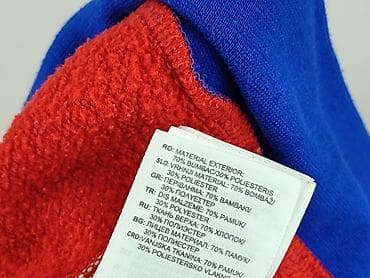 RO: MATERIAL EXTERIOR:
70% BUMBAC/30% POLIESTERIS
SLO: VRHNJI MATERIAL: 70% BOMBAŽ/
30% POLIESTER
GR: ΠΕΡΙΒΛΗΜΑ: 70% ΒΑΜΒΑΚΙ/
30% ΠΟΛΥΕΣΤΕΡ
TR: DIŞ MALZEME: 70% PAMUK/
30% POLYESTER
RU: ТКАНЬ ВЕРХА: 70% ХЛОПОК/
30% ПОЛИЭСТЕР
BG: ЛИЦЕВ МАТЕРИАЛ: 70% ПАМУК/
30% ПОЛИЕСТЕР
CRO: VANJSKA TKANINA: 70% PAMUK/
30% POLIESTERSKO VLAKNO